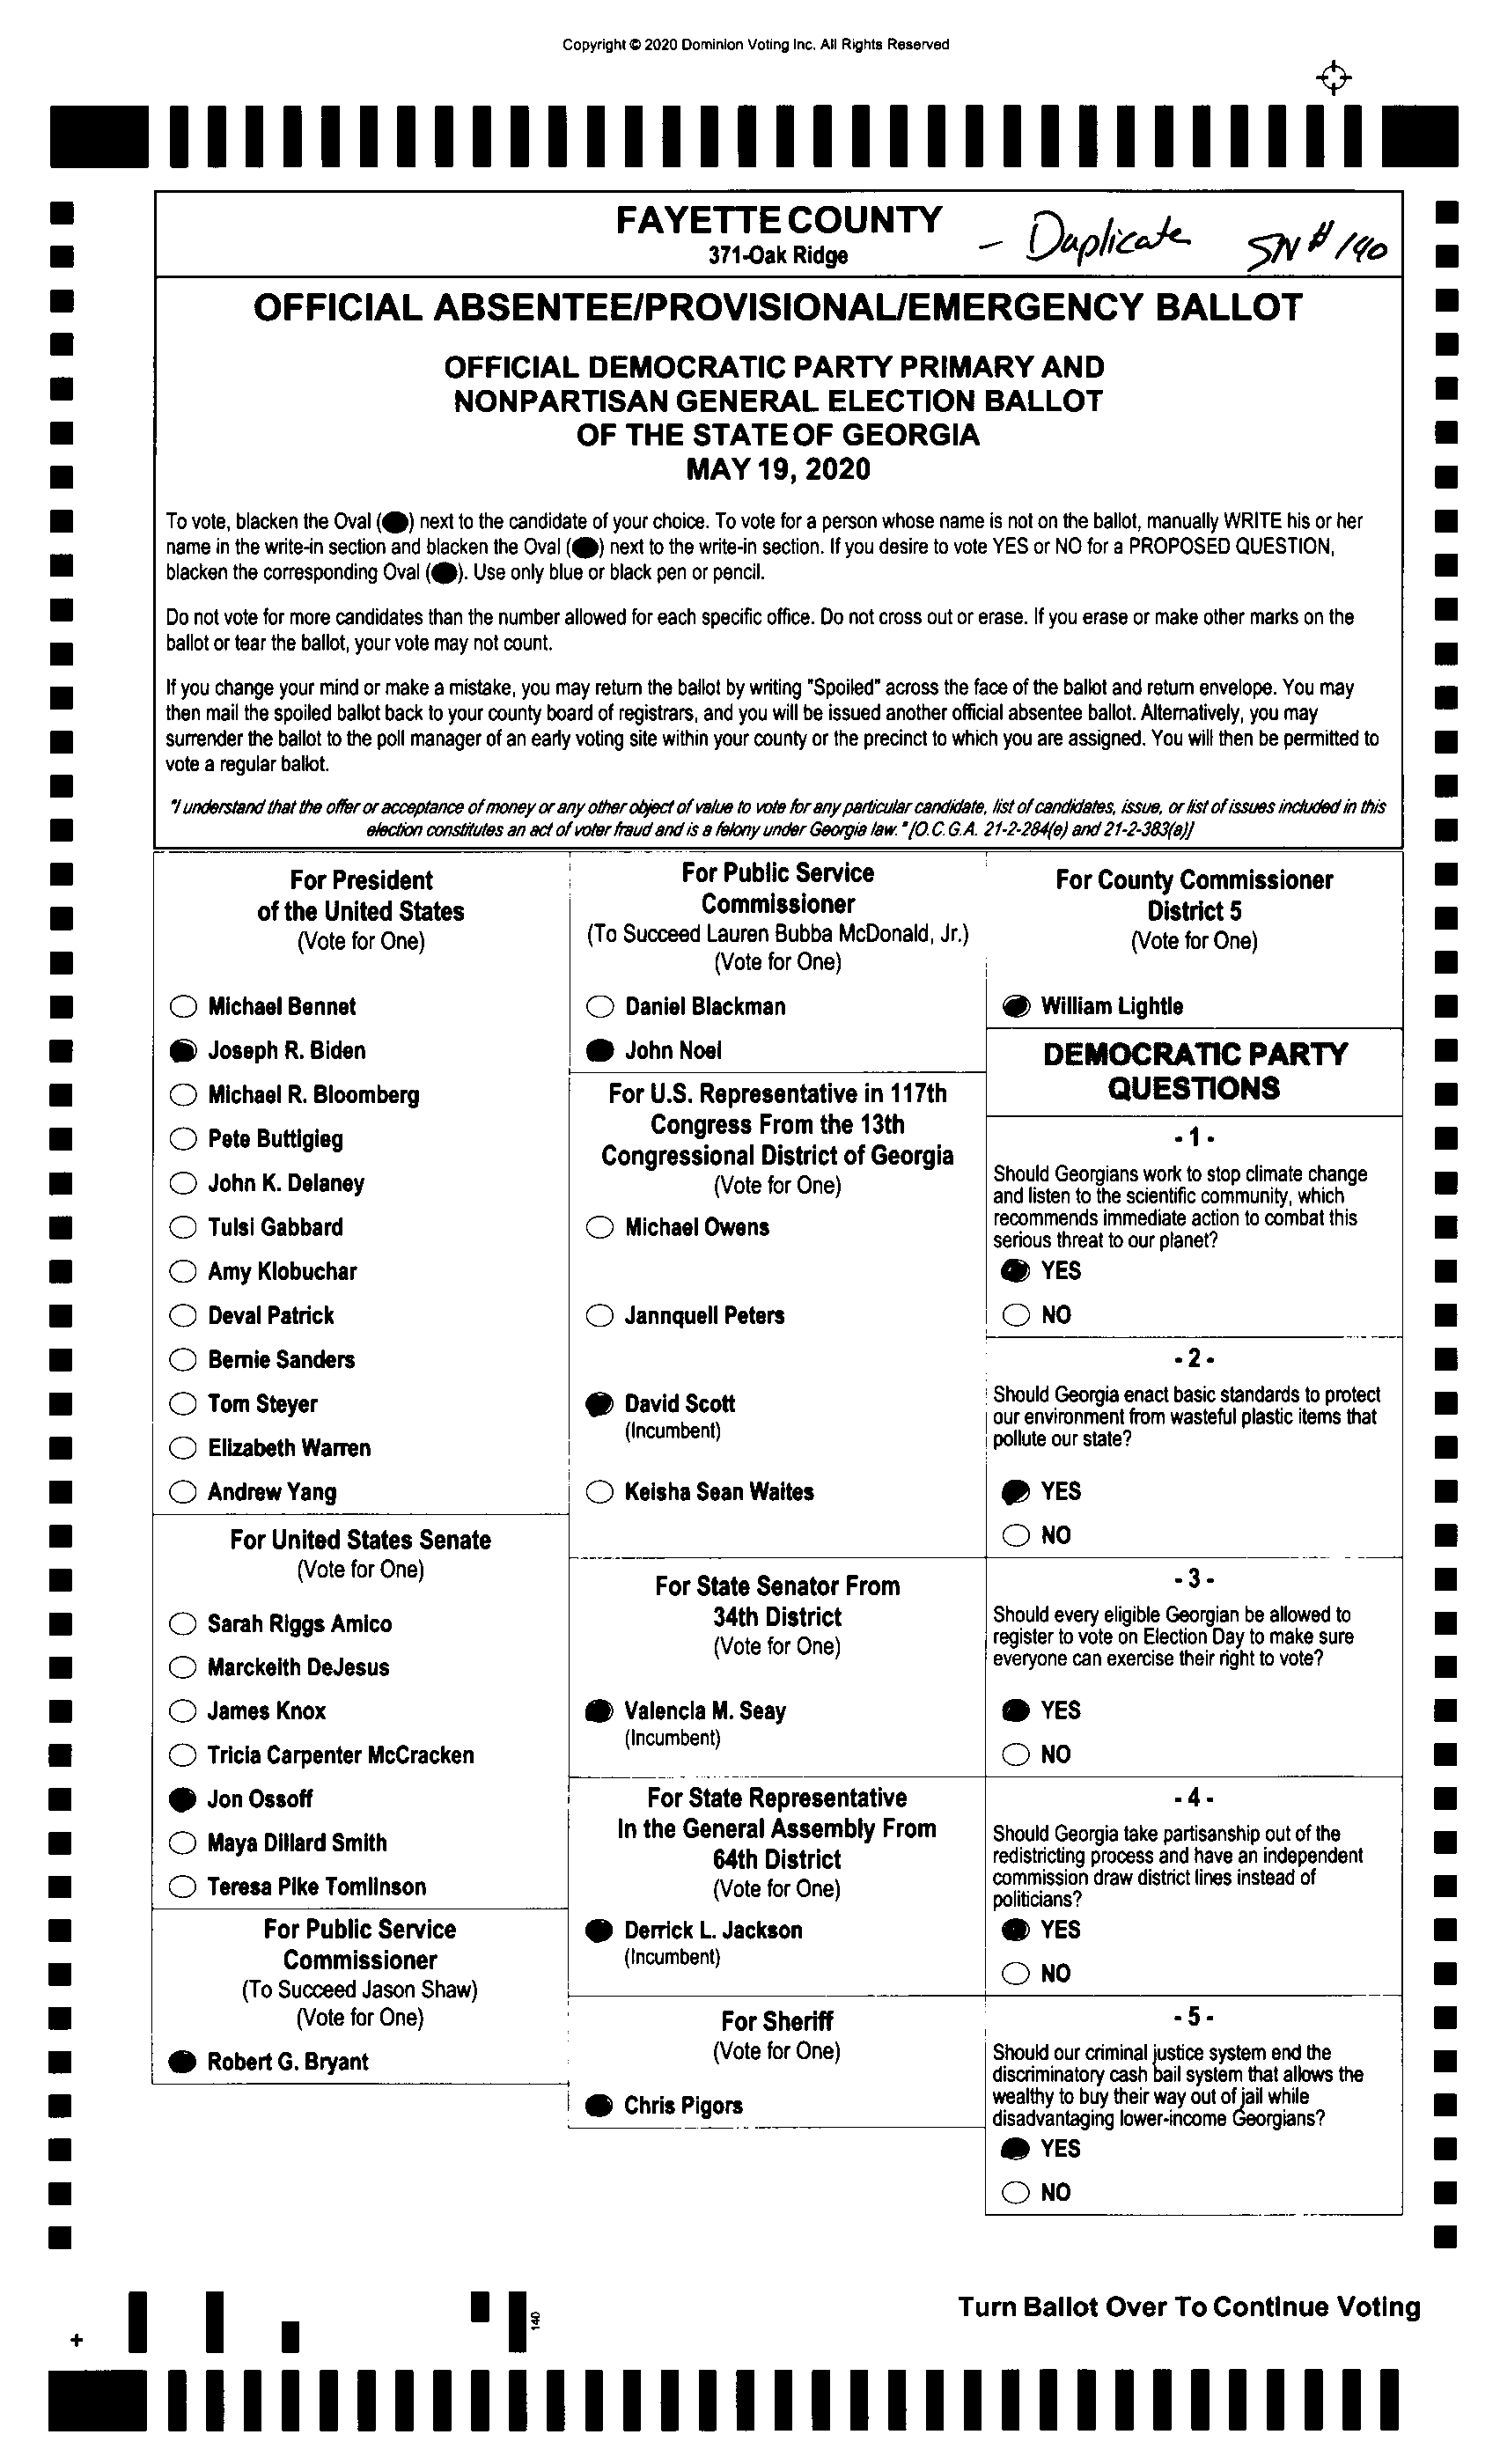 Copyright © 2020 Dominion Voting Inc. All Rights Reserved
FAYETTE COUNTY
371-Oak Ridge
- Duplicate SN # 140
OFFICIAL ABSENTEE/PROVISIONAL/EMERGENCY BALLOT
OFFICIAL DEMOCRATIC PARTY PRIMARY AND
NONPARTISAN GENERAL ELECTION BALLOT
OF THE STATE OF GEORGIA
MAY 19, 2020
To vote, blacken the Oval ( ) next to the candidate of your choice. To vote for a person whose name is not on the ballot, manually WRITE his or her
name in the write-in section and blacken the Oval ( ) next to the write-in section. If you desire to vote YES or NO for a PROPOSED QUESTION,
blacken the corresponding Oval ( ). Use only blue or black pen or pencil.
Do not vote for more candidates than the number allowed for each specific office. Do not cross out or erase. If you erase or make other marks on the
ballot or tear the ballot, your vote may not count.
If you change your mind or make a mistake, you may return the ballot by writing "Spoiled" across the face of the ballot and return envelope. You may
then mail the spoiled ballot back to your county board of registrars, and you will be issued another official absentee ballot. Alternatively, you may
surrender the ballot to the poll manager of an early voting site within your county or the precinct to which you are assigned. You will then be permitted to
vote a regular ballot.
"I understand that the offer or acceptance of money or any other object of value to vote for any particular candidate, list of candidates, issue, or list of issues included in this
election constitutes an act of voter fraud and is a felony under Georgia law." [O.C.G.A. 21-2-284(e) and 21-2-383(a)]
For President
of the United States
(Vote for One)
Michael Bennet
Joseph R. Biden
Michael R. Bloomberg
Pete Buttigieg
John K. Delaney
Tulsi Gabbard
Amy Klobuchar
Deval Patrick
Bernie Sanders
Tom Steyer
Elizabeth Warren
Andrew Yang
For United States Senate
(Vote for One)
Sarah Riggs Amico
Marckeith DeJesus
James Knox
Tricia Carpenter McCracken
Jon Ossoff
Maya Dillard Smith
Teresa Pike Tomlinson
For Public Service
Commissioner
(To Succeed Jason Shaw)
(Vote for One)
Robert G. Bryant
For Public Service
Commissioner
(To Succeed Lauren Bubba McDonald, Jr.)
(Vote for One)
Daniel Blackman
John Noel
For U.S. Representative in 117th
Congress From the 13th
Congressional District of Georgia
(Vote for One)
Michael Owens
Jannquell Peters
David Scott
(Incumbent)
Keisha Sean Waites
For State Senator From
34th District
(Vote for One)
Valencia M. Seay
(Incumbent)
For State Representative
In the General Assembly From
64th District
(Vote for One)
Derrick L. Jackson
(Incumbent)
For Sheriff
(Vote for One)
Chris Pigors
For County Commissioner
District 5
(Vote for One)
William Lightle
DEMOCRATIC PARTY
QUESTIONS
- 1 -
Should Georgians work to stop climate change
and listen to the scientific community, which
recommends immediate action to combat this
serious threat to our planet?
YES
NO
- 2 -
Should Georgia enact basic standards to protect
our environment from wasteful plastic items that
pollute our state?
YES
NO
- 3 -
Should every eligible Georgian be allowed to
register to vote on Election Day to make sure
everyone can exercise their right to vote?
YES
NO
- 4 -
Should Georgia take partisanship out of the
redistricting process and have an independent
commission draw district lines instead of
politicians?
YES
NO
- 5 -
Should our criminal justice system end the
discriminatory cash bail system that allows the
wealthy to buy their way out of jail while
disadvantaging lower-income Georgians?
YES
NO
Turn Ballot Over To Continue Voting
140